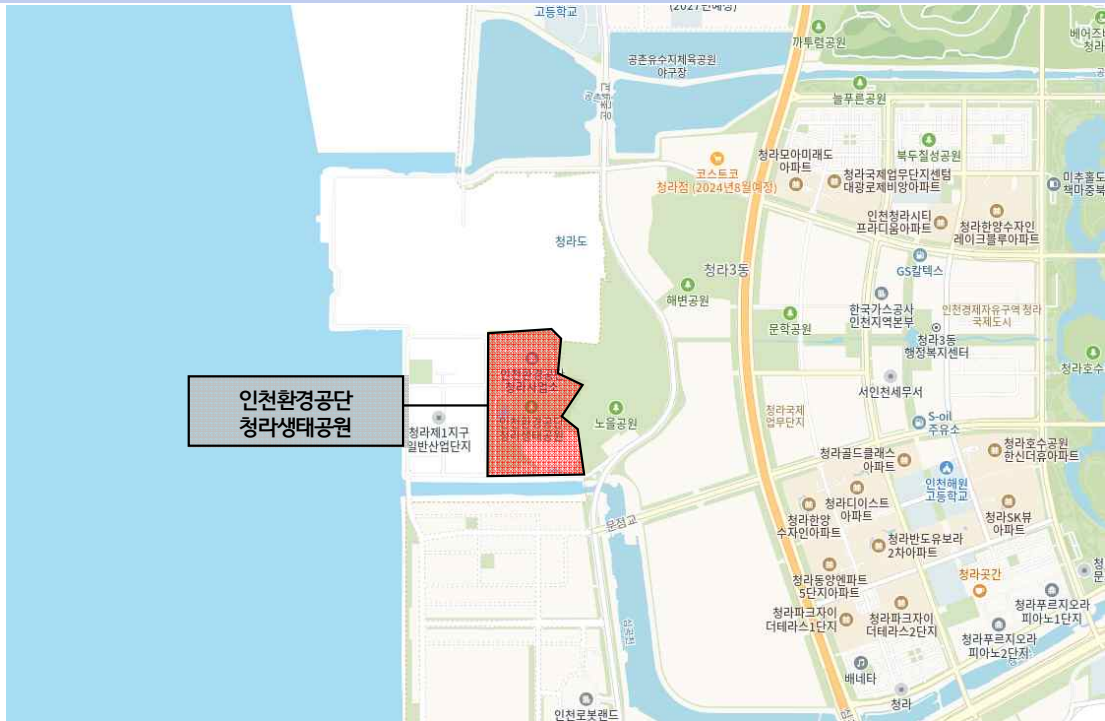 고등학교
(2027년예정)
까투렴공원
베어즈베
청라
공촌유수지체육공원
야구장
늘푸른공원
북두칠성공원
청라모아미래도
아파트
코스트코
청라점 (2024년8월예정)
청라국제업무단지센텀
대광로제비앙아파트
미추홀도
책마중북
인천청라시티
프라디움아파트
청라한양수자인
레이크블루아파트
청라도
청라3동
GS칼텍스
해변공원
한국가스공사
인천지역본부
인천경제자유구역 청라
국제도시
문학공원
청라3동
행정복지센터
청라호수
서인천세무서
인천환경공단
청라생태공원
인천환경공단
청라사업소
노을공원
청라제1지구
일반산업단지
청라국제
업무단지
S-oil
주유소
청라호수공원
한신더휴아파트
청라골드클래스
아파트
인천해원
고등학교
청라디이스트
아파트
청라한양
수자인아파트
청라SK뷰
아파트
문점교
청라반도유보라
2차아파트
청라동양엔파트
5단지아파트
청라곳간
청
문
청라파크자이
더테라스1단지
청라파크자이
더테라스2단지
청라푸르지오라
피아노1단지
청라푸르지오라
피아노2단지
심곡천
배네타
청라
인천로봇랜드